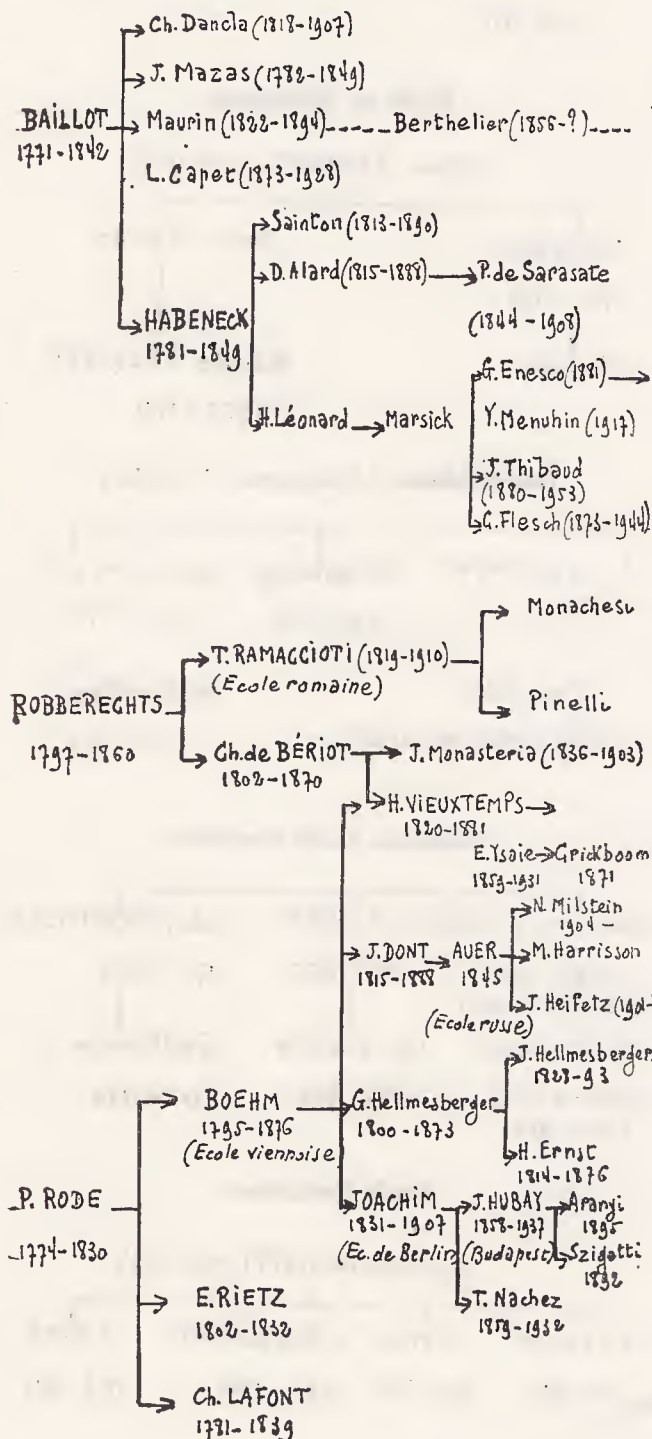 Ch. Dancla (1818-1907)
J. Mazas (1782-1849)
BAILLOT Maurin (1822-1894) Berthelier (1856-?)
1771-1842
L. Capet (1873-1928)
Sainton (1813-1890)
D. Alard (1815-1888) P. de Sarasate
(1844-1908)
HABENECK
1781-1849
G. Enesco (1881)
H. Léonard Marsick Y. Menuhin (1917)
J. Thibaud
(1880-1953)
C. Flesch (1873-1944)
Monachesi
T. RAMACCIOTI (1819-1910)
(Ecole romaine)
ROBBERECHTS Pinelli
1797-1860
Ch. de BÉRIOT J. Monasteria (1836-1903)
1802-1870
H. VIEUXTEMPS
1820-1881
E. Ysaie Crickboom
1859-1931 1871
N. Milstein
1904-
J. DONT AUER M. Harrisson
1815-1888 1845
J. Heifetz (1901-
(Ecole russe)
J. Hellmesberger
1828-93
BOEHM G. Hellmesberger
1795-1876 1800-1873
(Ecole viennoise)
H. Ernst
1814-1876
P. RODE JOACHIM J. HUBAY Aranyi
1774-1830 1831-1907 1858-1937 1895
(Ec. de Berlin) (Budapest) Szigatti
1892
E. RIETZ T. Nachez
1802-1832 1859-1932
Ch. LAFONT
1781-1839